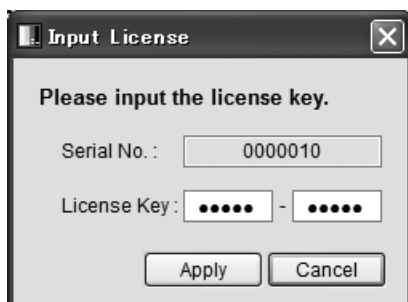 Input License
Please input the license key.
Serial No. : 0000010
License Key : ●●●●● - ●●●●●
Apply Cancel